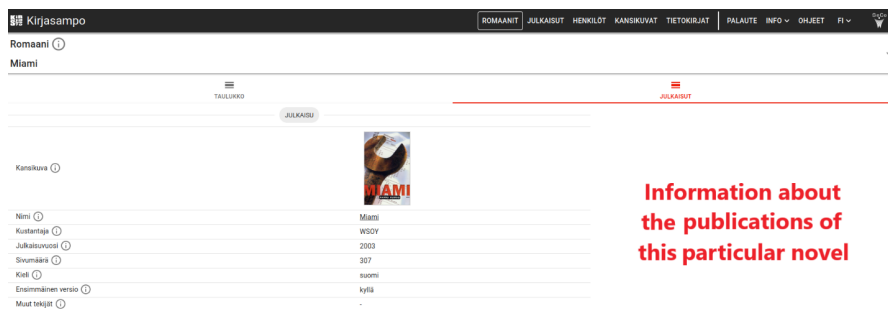 Kirjasampo ROMAANIT JULKAISUT HENKILÖT KANSIKUVAT TIETOKIRJAT PALAUTE INFO OHJEET FI
Romaani
Miami
TAULUKKO JULKAISUT
JULKAISU
Kansikuva
MIAMI
Information about
the publications of
this particular novel
Nimi Miami
Kustantaja WSOY
Julkaisuvuosi 2003
Sivumäärä 307
Kieli suomi
Ensimmäinen versio kyllä
Muut tekijät -